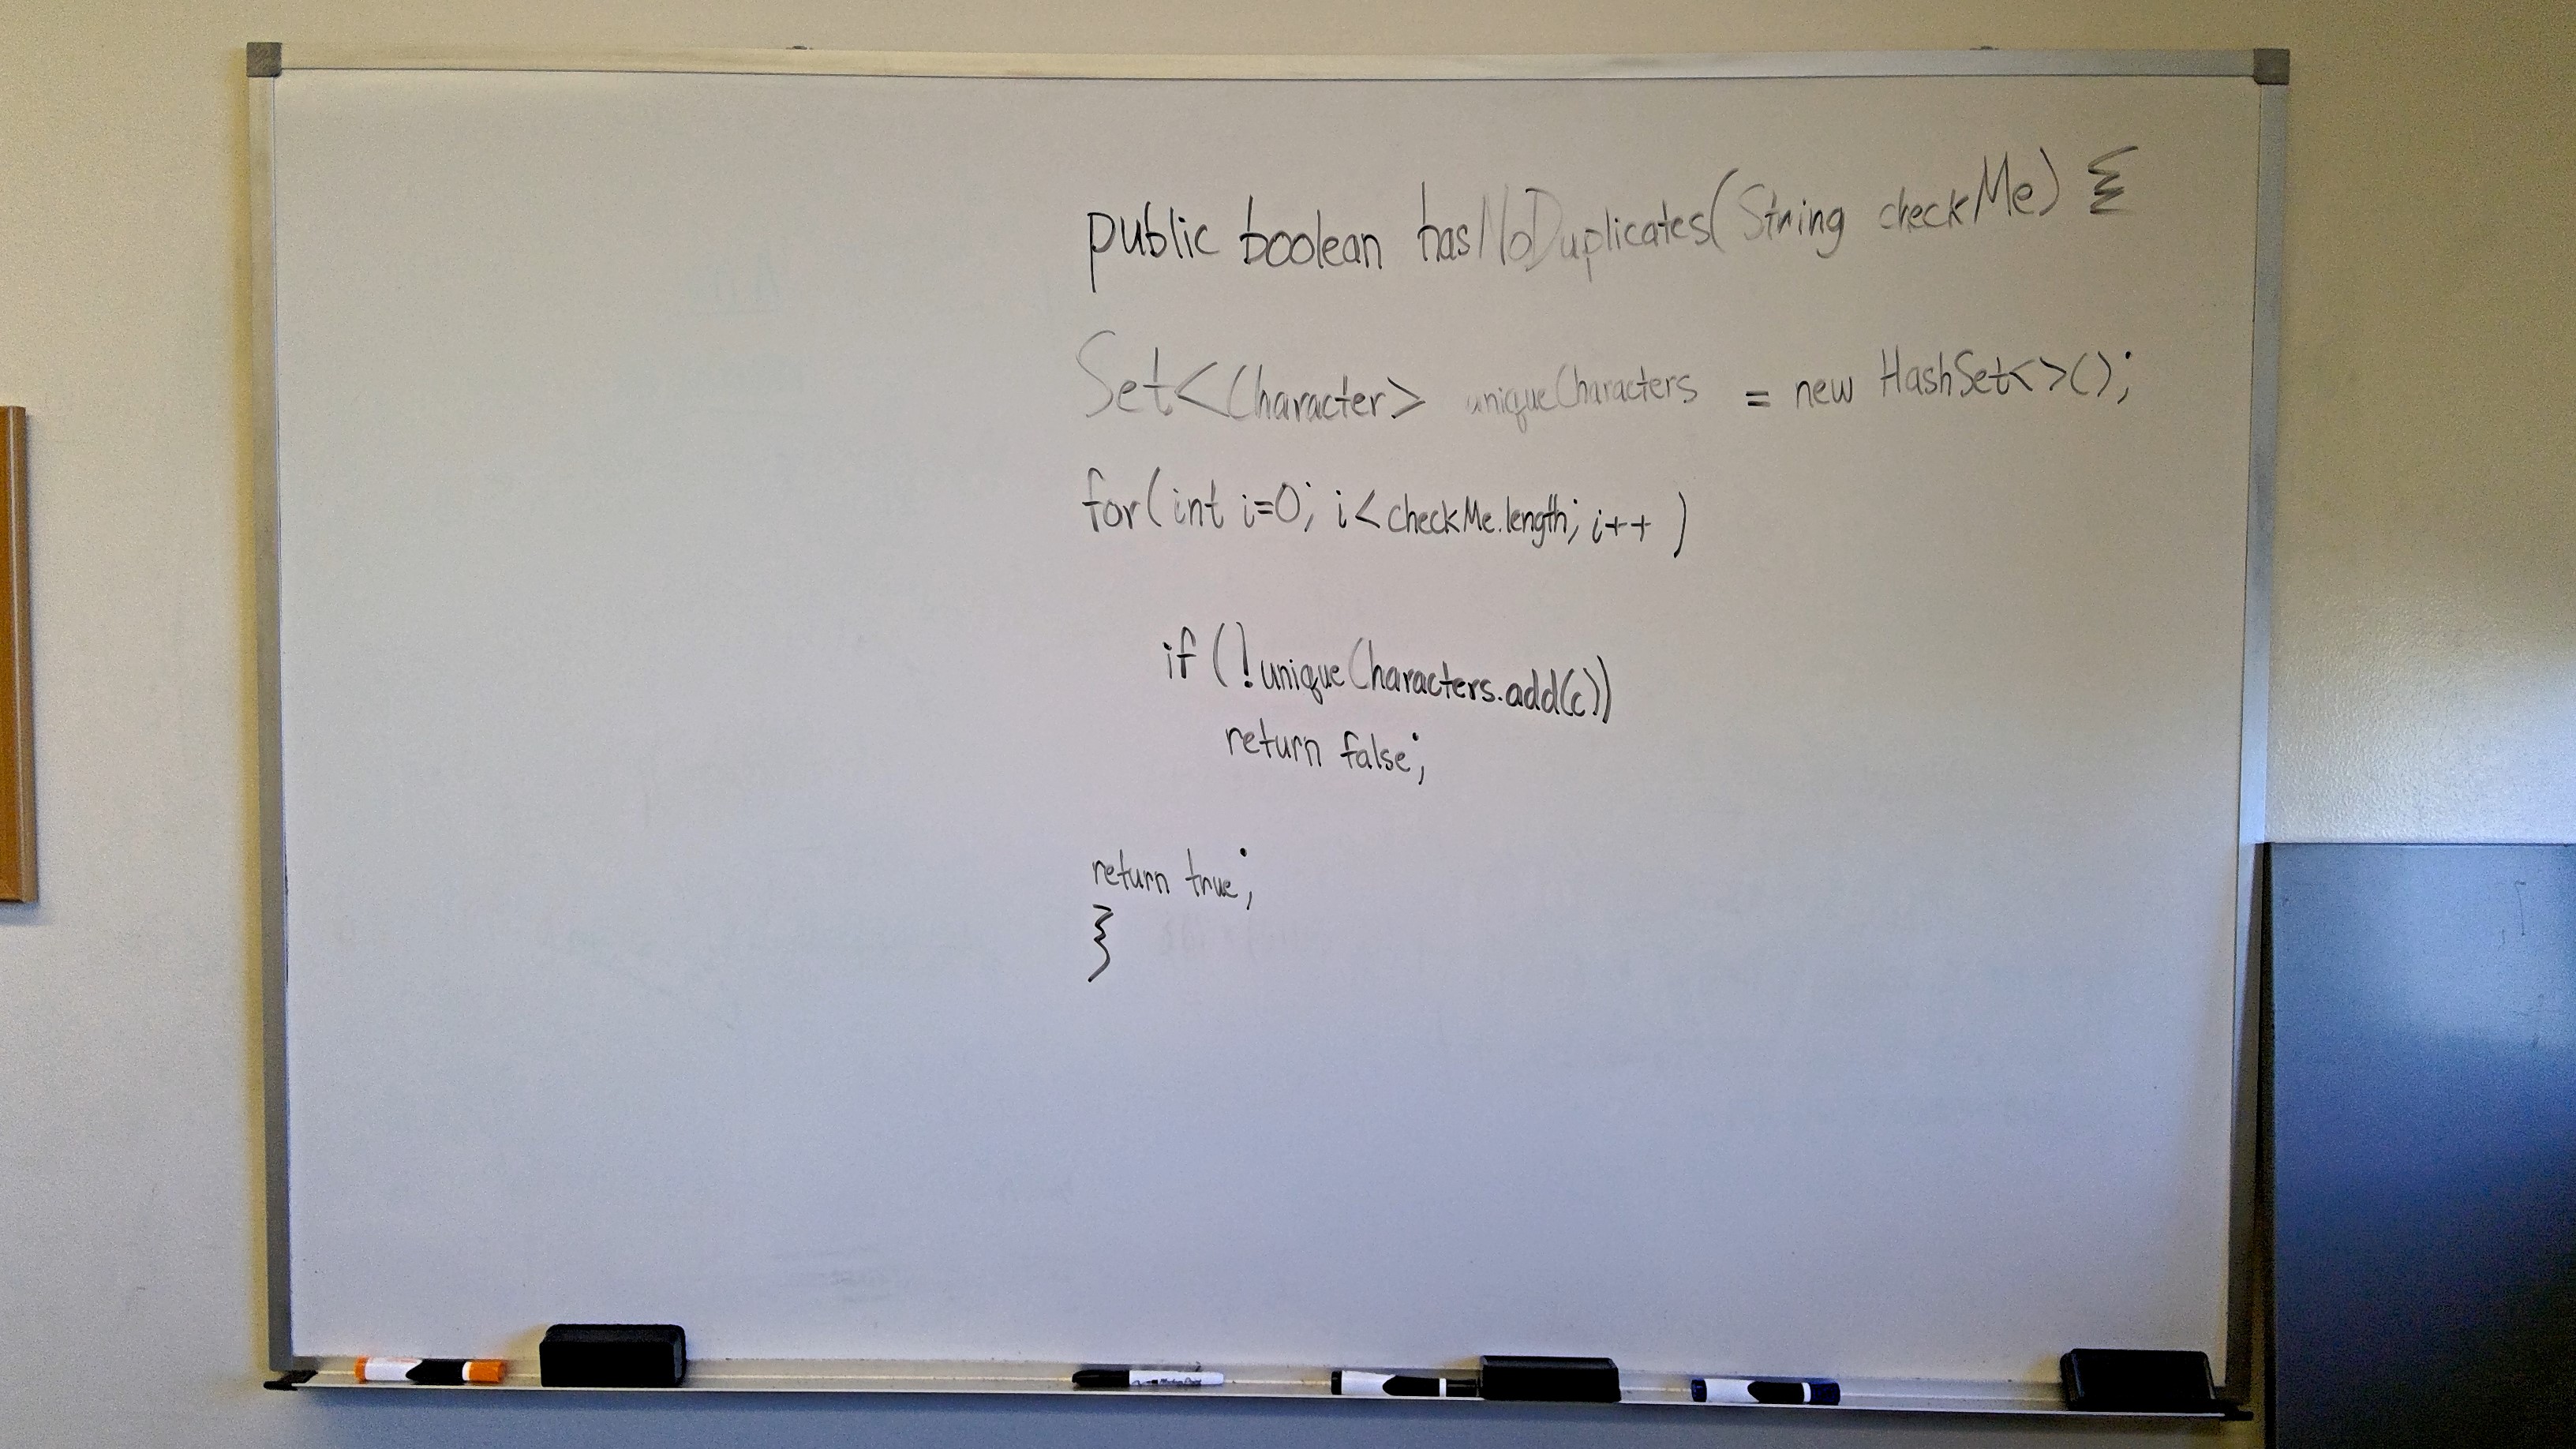 public boolean hasNoDuplicates(String checkMe) {
Set<Character> uniqueCharacters = new HashSet<>();
for(int i=0; i<checkMe.length; i++ )
if (!uniqueCharacters.add(c))
return false;
return true;
}